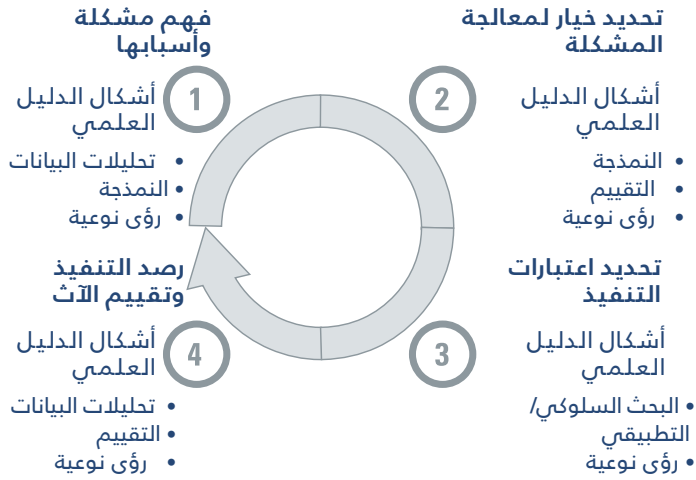 فهم مشكلة
وأسبابها
1
أشكال الدليل
العلمي
• تحليلات البيانات
• النمذجة
• رؤى نوعية
تحديد خيار لمعالجة
المشكلة
2
أشكال الدليل
العلمي
• النمذجة
• التقييم
• رؤى نوعية
تحديد اعتبارات
التنفيذ
3
أشكال الدليل
العلمي
• البحث السلوكي/
التطبيقي
• رؤى نوعية
رصد التنفيذ
وتقييم الآث
4
أشكال الدليل
العلمي
• تحليلات البيانات
• التقييم
• رؤى نوعية